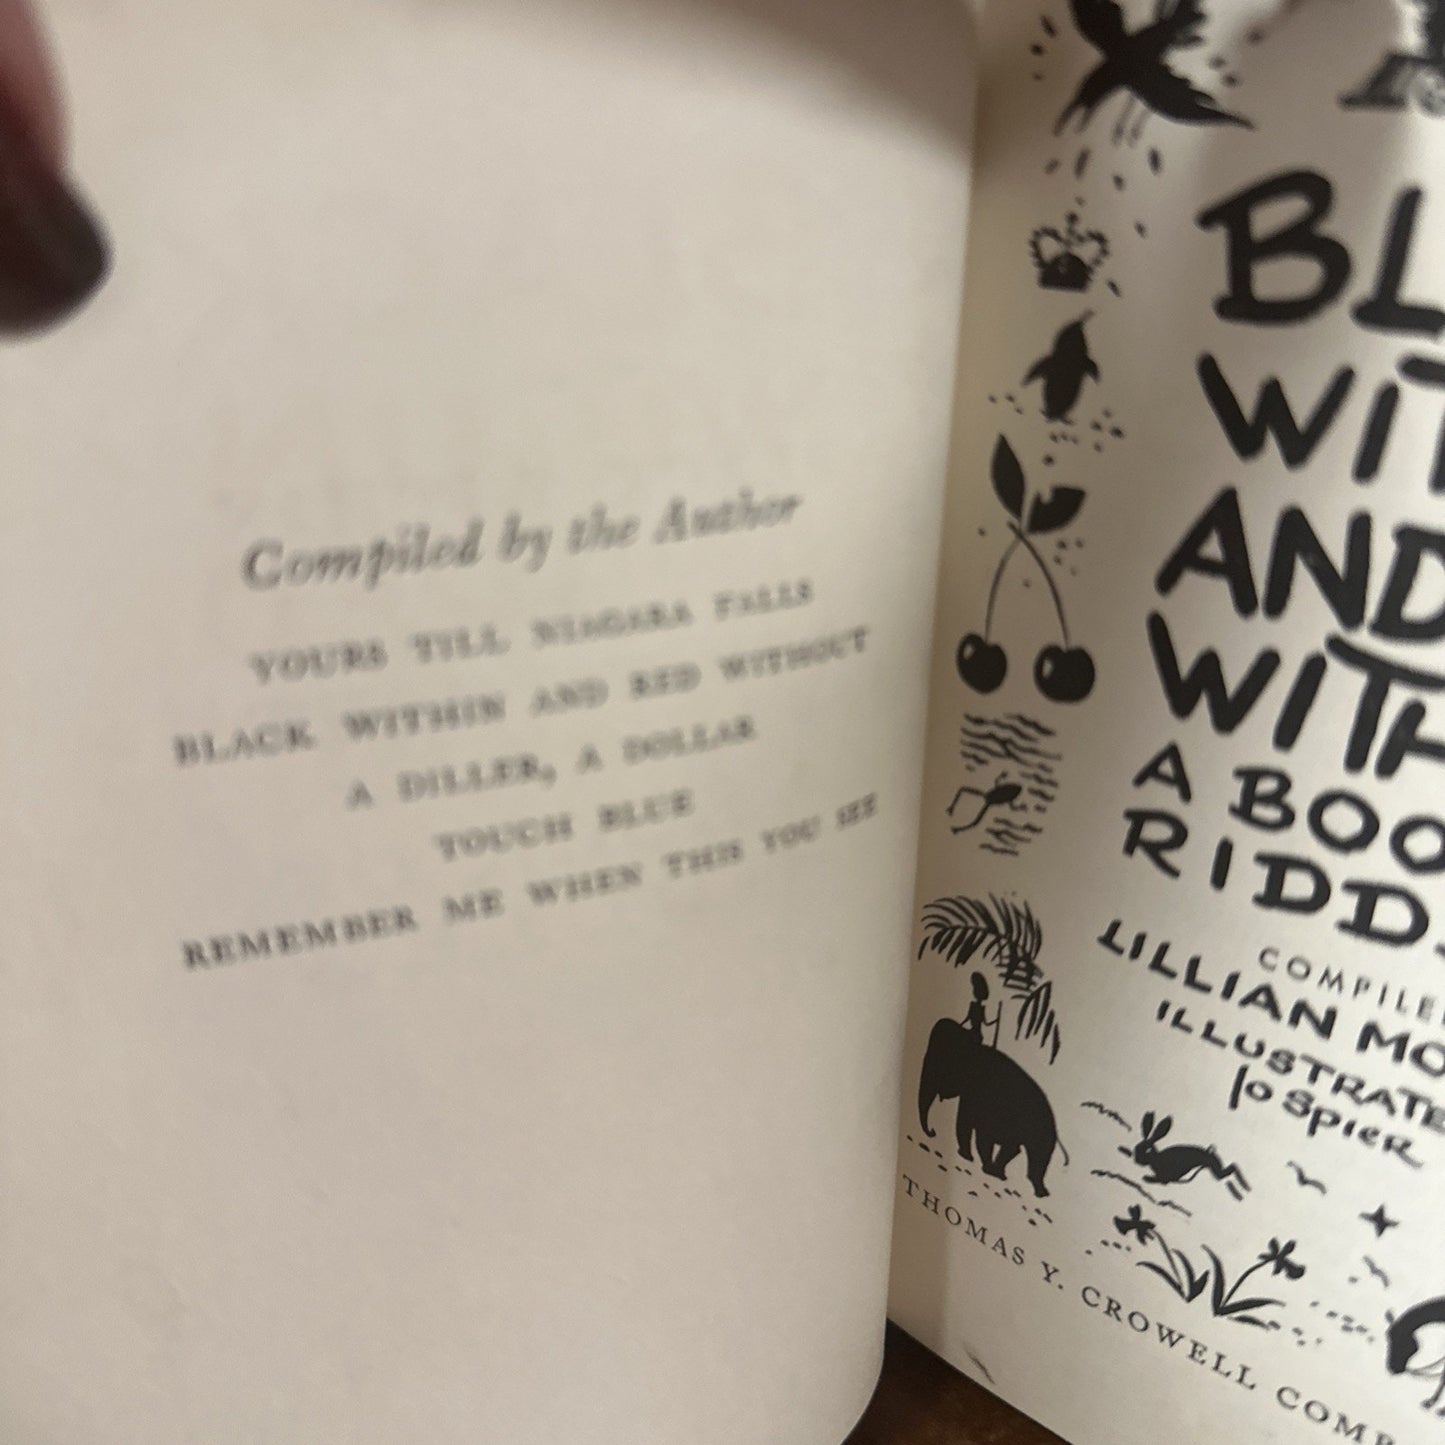 Compiled by the Author
YOURS TILL NIAGARA FALLS
BLACK WITHIN AND RED WITHOUT
A DILLER, A DOLLAR
TOUCH BLUE
REMEMBER ME WHEN THIS YOU SEE
BL
WIT
AND
WITH
A BOO
RIDD
COMPILE
LILLIAN MO
ILLUSTRATE
Jo Spier
THOMAS Y. CROWELL COMP